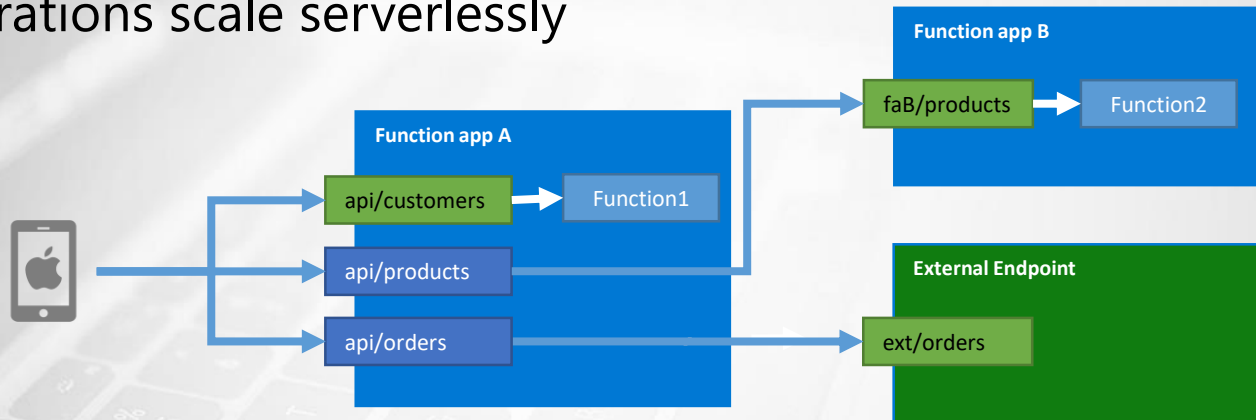 rations scale serverlessly
Function app B
faB/products
Function2
Function app A
api/customers
Function1
api/products
api/orders
External Endpoint
ext/orders